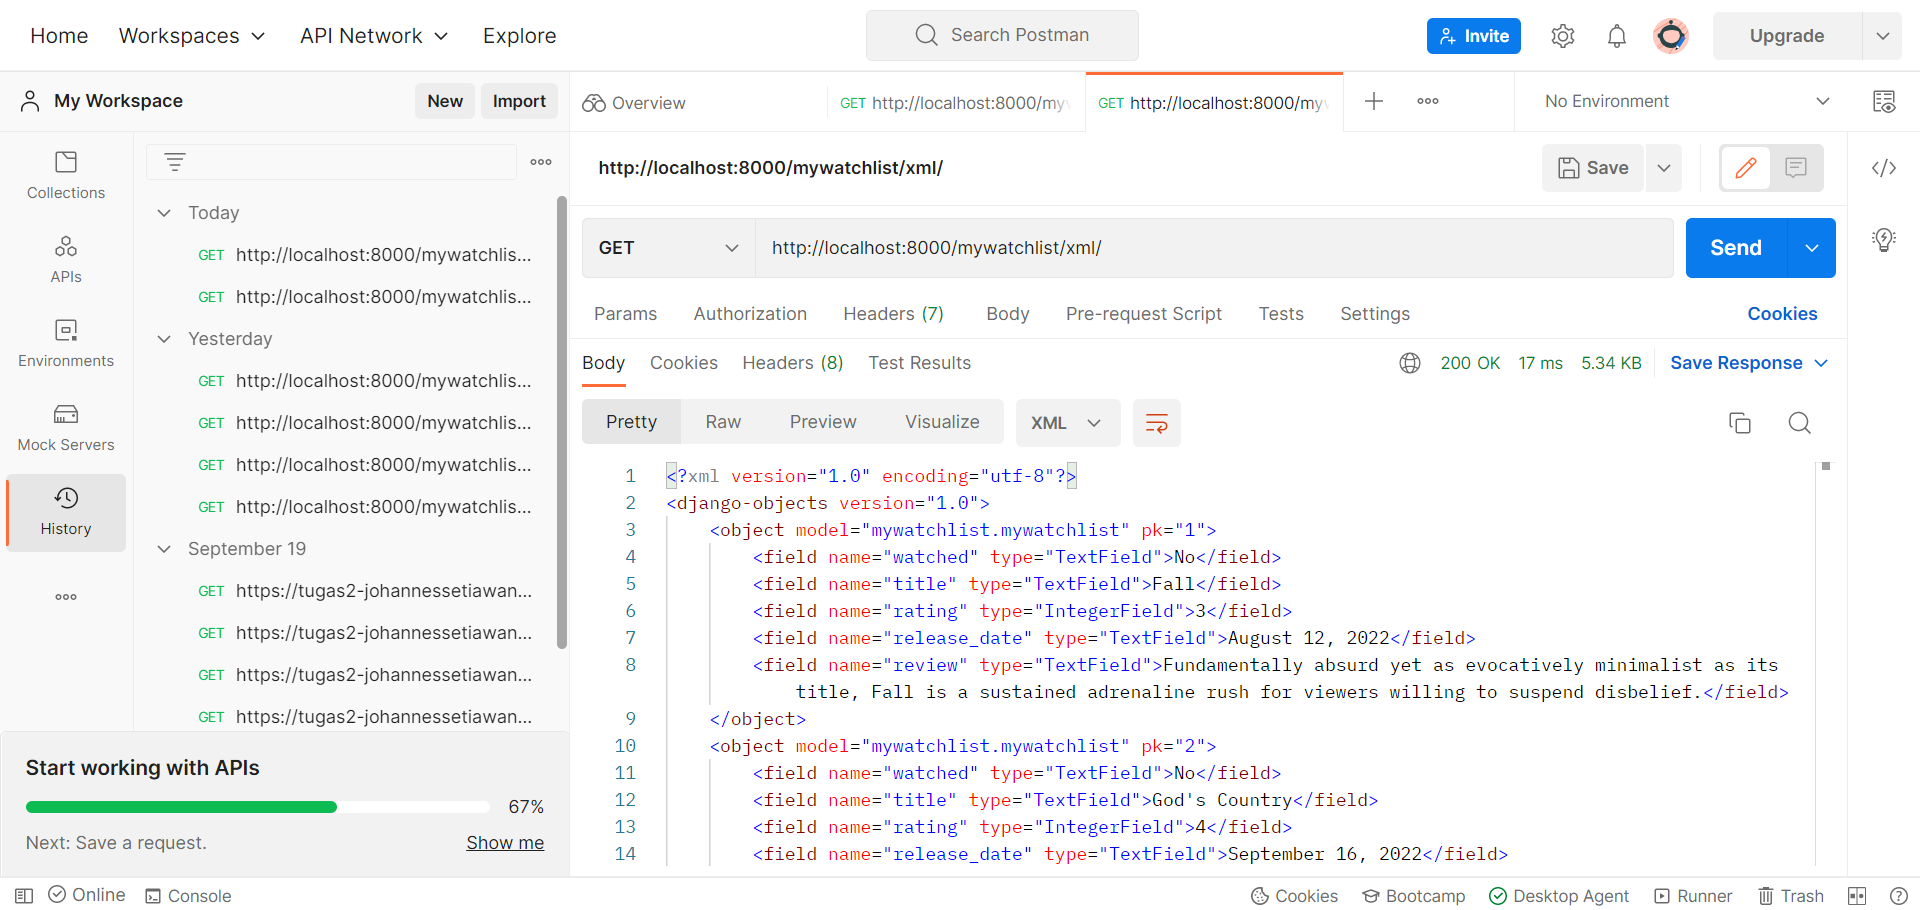 Home Workspaces API Network Explore Search Postman Invite Upgrade
My Workspace New Import Overview GET http://localhost:8000/my GET http://localhost:8000/my No Environment
Collections
APIs
Environments
Mock Servers
History
Today
GET http://localhost:8000/mywatchlis...
GET http://localhost:8000/mywatchlis...
Yesterday
GET http://localhost:8000/mywatchlis...
GET http://localhost:8000/mywatchlis...
GET http://localhost:8000/mywatchlis...
GET http://localhost:8000/mywatchlis...
September 19
GET https://tugas2-johannessetiawan...
GET https://tugas2-johannessetiawan...
GET https://tugas2-johannessetiawan...
GET https://tugas2-johannessetiawan...
Start working with APIs
67%
Next: Save a request. Show me
http://localhost:8000/mywatchlist/xml/ Save
GET http://localhost:8000/mywatchlist/xml/ Send
Params Authorization Headers (7) Body Pre-request Script Tests Settings Cookies
Body Cookies Headers (8) Test Results 200 OK 17 ms 5.34 KB Save Response
Pretty Raw Preview Visualize XML
1 <?xml version="1.0" encoding="utf-8"?>
2 <django-objects version="1.0">
3 <object model="mywatchlist.mywatchlist" pk="1">
4 <field name="watched" type="TextField">No</field>
5 <field name="title" type="TextField">Fall</field>
6 <field name="rating" type="IntegerField">3</field>
7 <field name="release_date" type="TextField">August 12, 2022</field>
8 <field name="review" type="TextField">Fundamentally absurd yet as evocatively minimalist as its
title, Fall is a sustained adrenaline rush for viewers willing to suspend disbelief.</field>
9 </object>
10 <object model="mywatchlist.mywatchlist" pk="2">
11 <field name="watched" type="TextField">No</field>
12 <field name="title" type="TextField">God's Country</field>
13 <field name="rating" type="IntegerField">4</field>
14 <field name="release_date" type="TextField">September 16, 2022</field>
Online Console Cookies Bootcamp Desktop Agent Runner Trash